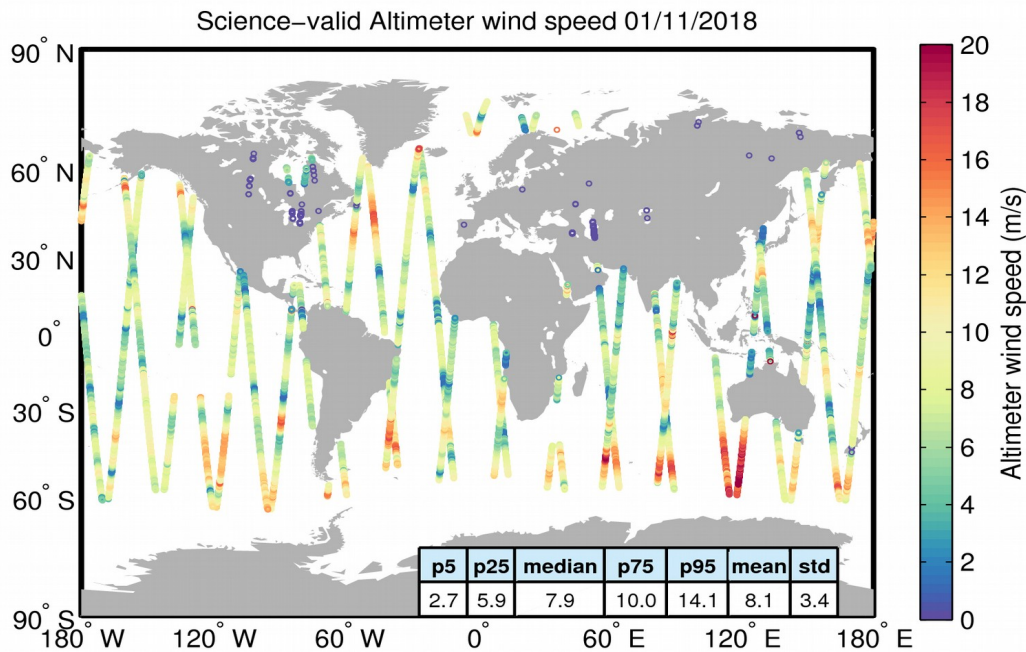 Science−valid Altimeter wind speed 01/11/2018
90° N
60° N
30° N
0°
30° S
60° S
90° S
180° W
120° W
60° W
0°
60° E
120° E
180° E
p5 p25 median p75 p95 mean std
2.7 5.9 7.9 10.0 14.1 8.1 3.4
20
18
16
14
12
10
8
6
4
2
0
Altimeter wind speed (m/s)